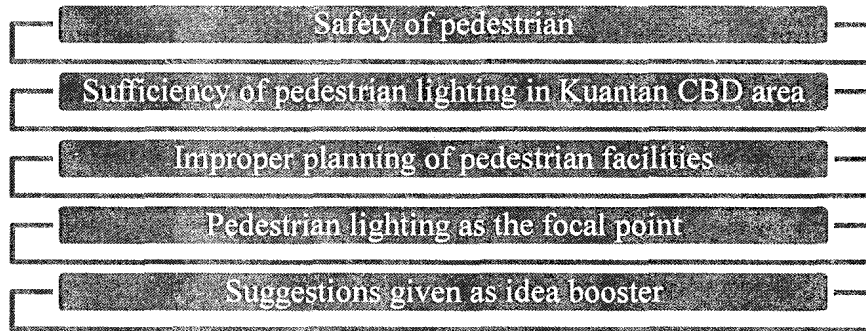 Safety of pedestrian
Sufficiency of pedestrian lighting in Kuantan CBD area
Improper planning of pedestrian facilities
Pedestrian lighting as the focal point
Suggestions given as idea booster